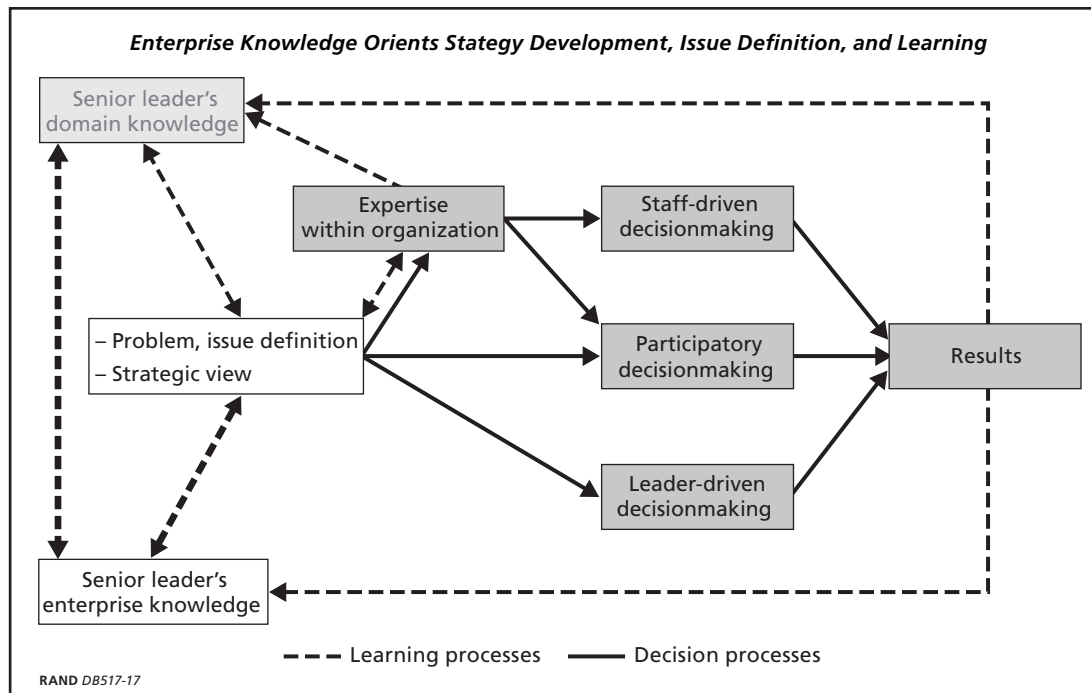 Enterprise Knowledge Orients Stategy Development, Issue Definition, and Learning
Senior leader's
domain knowledge
Expertise
within organization
Staff-driven
decisionmaking
– Problem, issue definition
– Strategic view
Participatory
decisionmaking
Results
Leader-driven
decisionmaking
Senior leader's
enterprise knowledge
Learning processes
Decision processes
RAND DB517-17